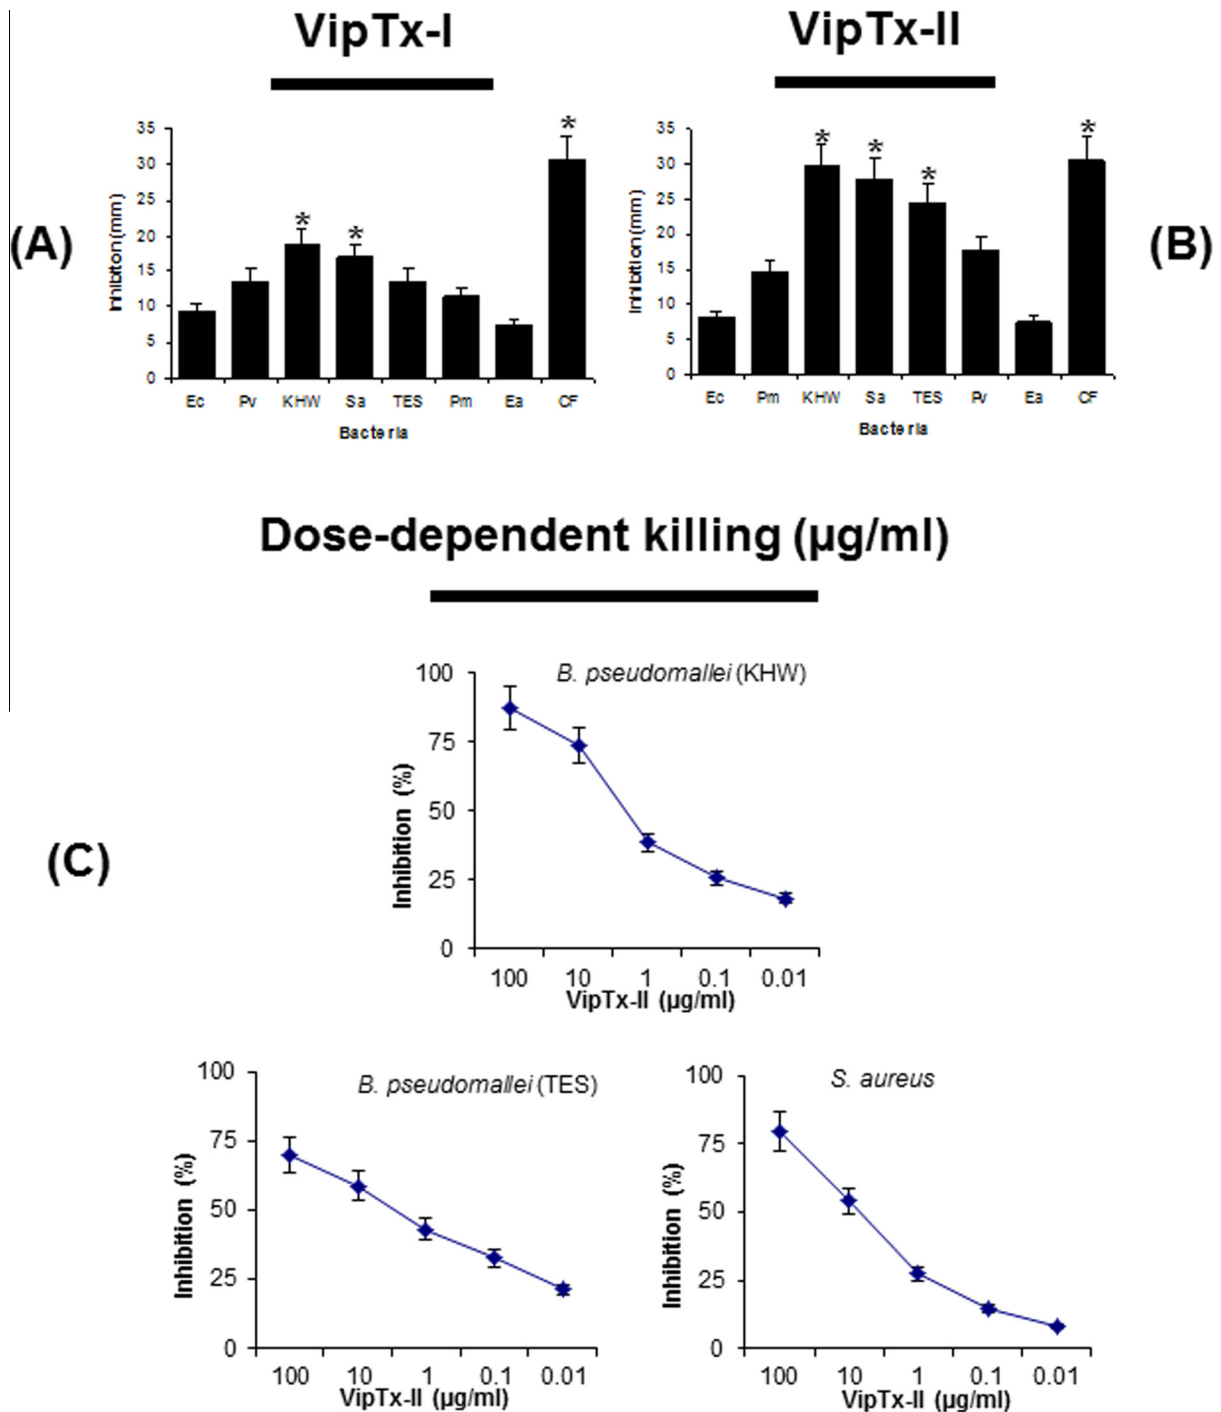 VipTx-I
VipTx-II
(A)
Inhibiton(mm)
35
30
25
20
15
10
5
0
Ec Pv KHW Sa TES Pm Ea CF
Bacteria
* * *
(B)
Inhibition(mm)
35
30
25
20
15
10
5
0
Ec Pm KHW Sa TES Pv Ea CF
Bacteria
* * * *
Dose-dependent killing (µg/ml)
(C)
B. pseudomallei (KHW)
Inhibition (%)
100
75
50
25
0
100 10 1 0.1 0.01
VipTx-II (µg/ml)
B. pseudomallei (TES)
Inhibition (%)
100
75
50
25
0
100 10 1 0.1 0.01
VipTx-II (µg/ml)
S. aureus
Inhibition (%)
100
75
50
25
0
100 10 1 0.1 0.01
VipTx-II (µg/ml)